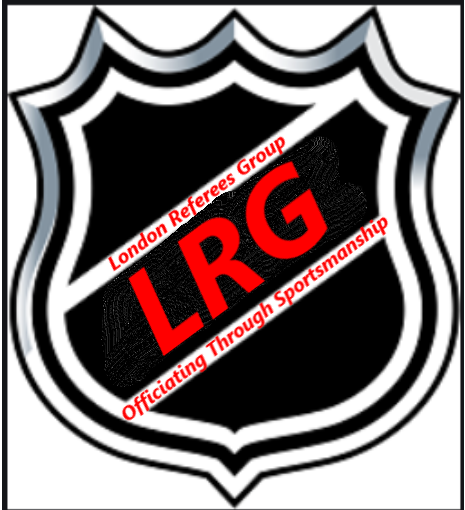 London Referees Group
LRG
Officiating Through Sportsmanship